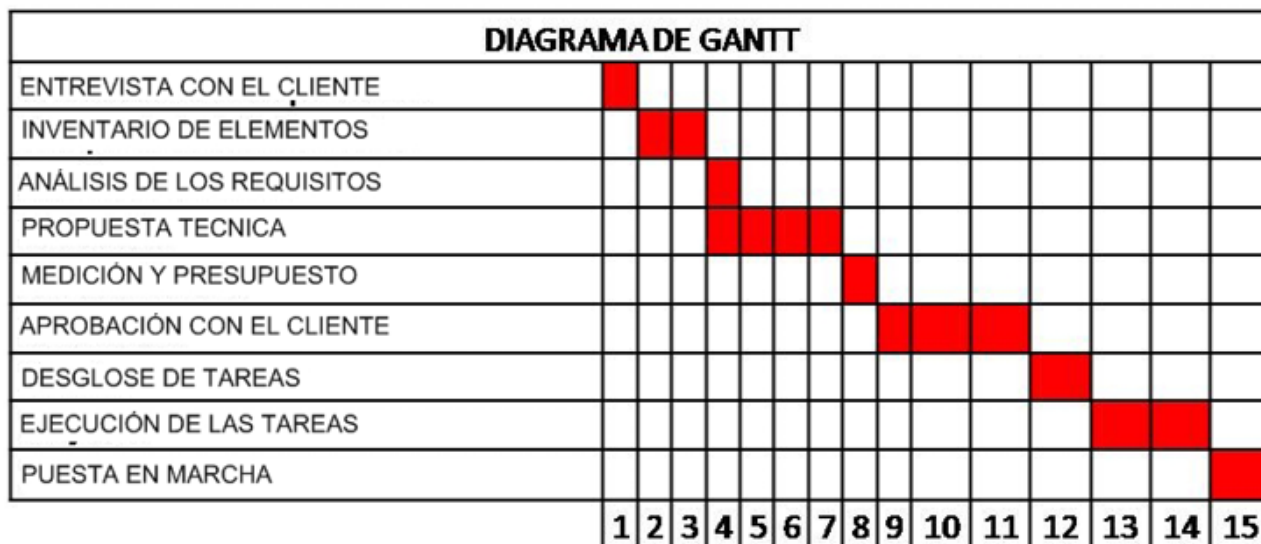 DIAGRAMA DE GANTT
ENTREVISTA CON EL CLIENTE
INVENTARIO DE ELEMENTOS
ANÁLISIS DE LOS REQUISITOS
PROPUESTA TECNICA
MEDICIÓN Y PRESUPUESTO
APROBACIÓN CON EL CLIENTE
DESGLOSE DE TAREAS
EJECUCIÓN DE LAS TAREAS
PUESTA EN MARCHA
1 2 3 4 5 6 7 8 9 10 11 12 13 14 15